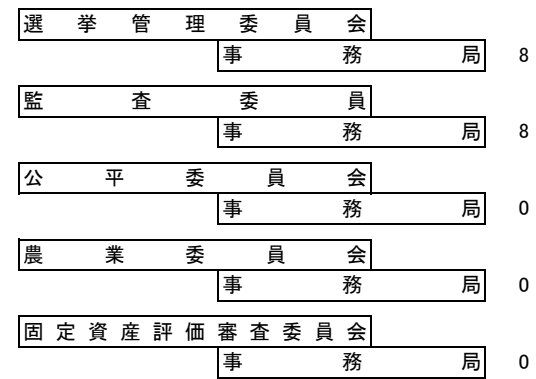 選挙管理委員会
事務局 8
監査委員
事務局 8
公平委員会
事務局 0
農業委員会
事務局 0
固定資産評価審査委員会
事務局 0